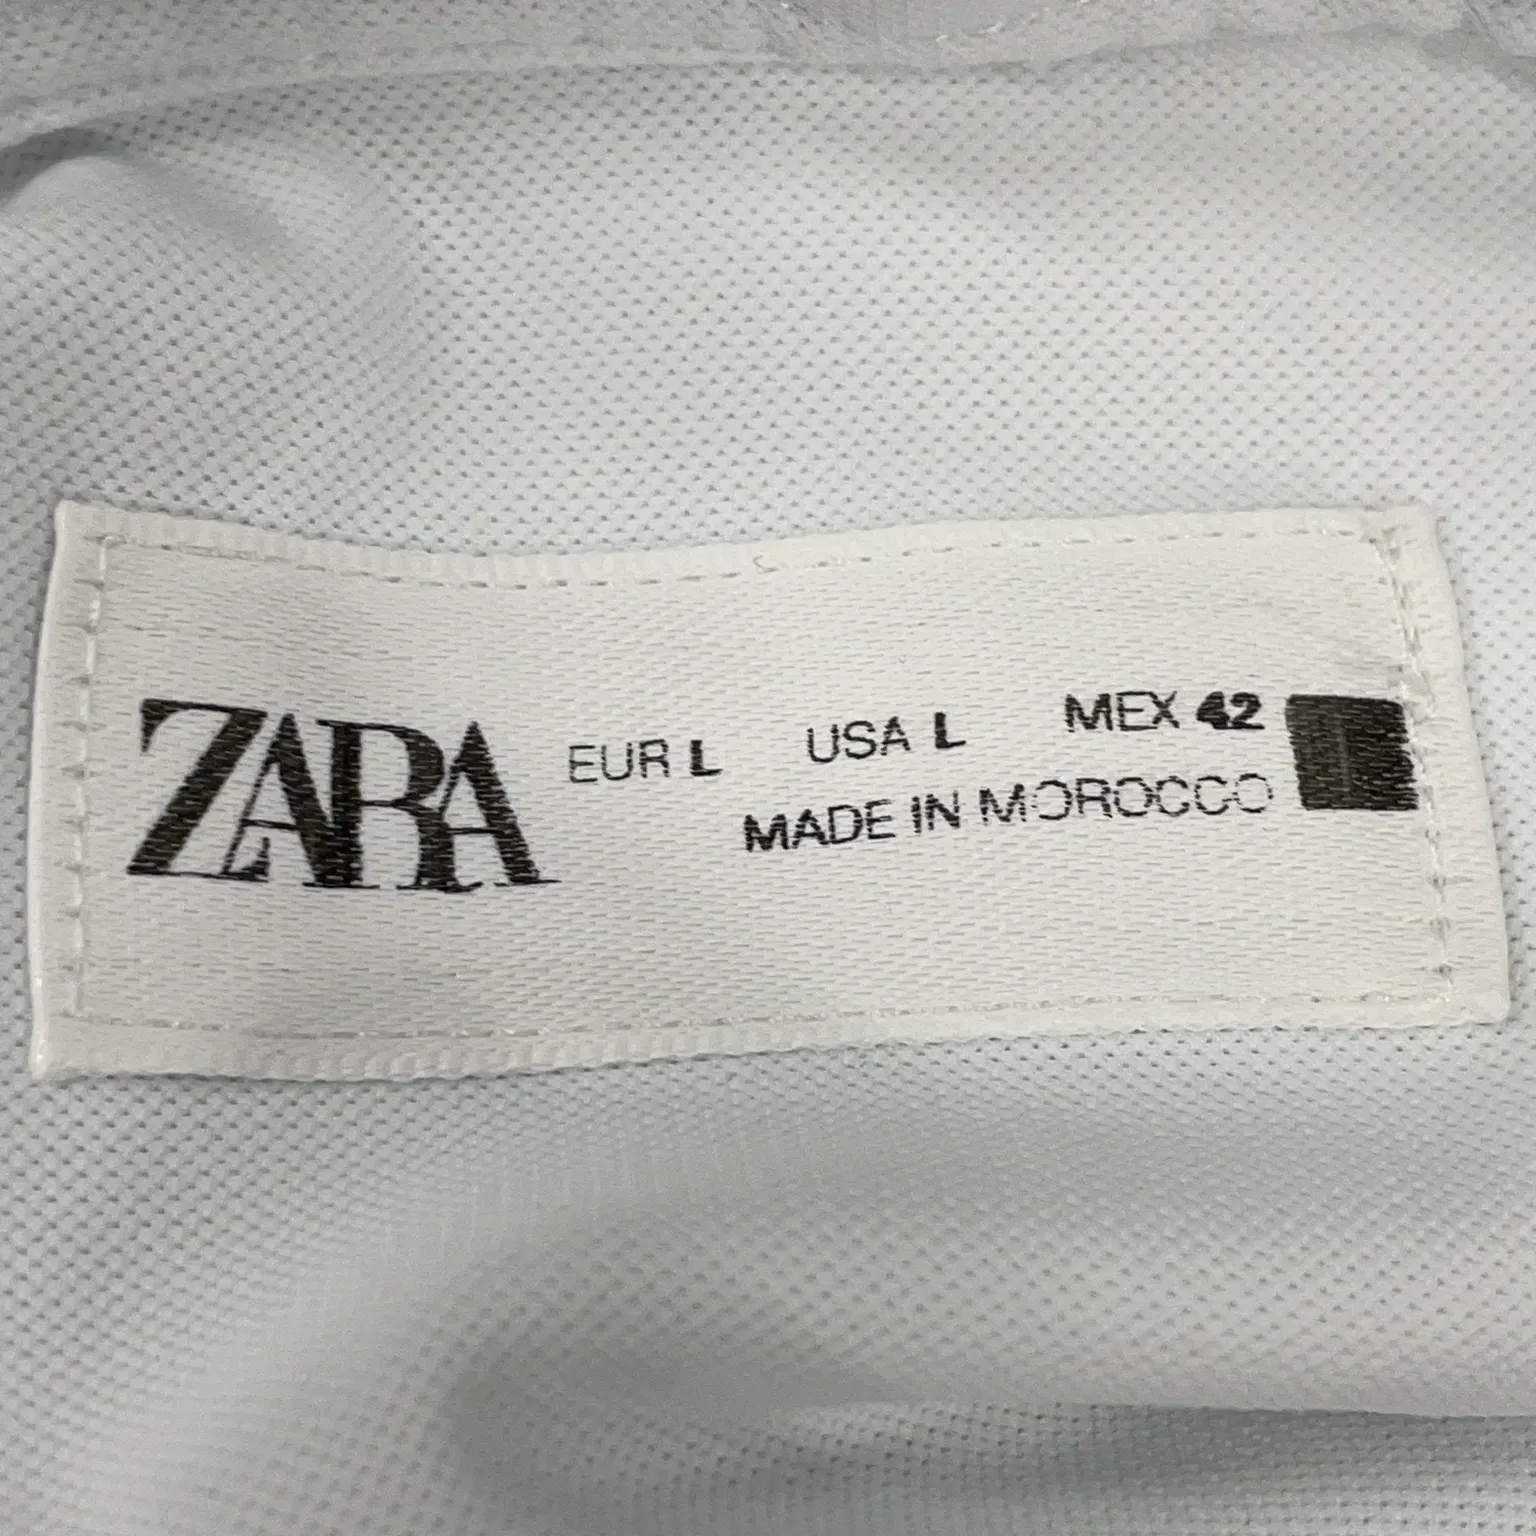 ZARA
EUR L USA L MEX 42
MADE IN MOROCCO